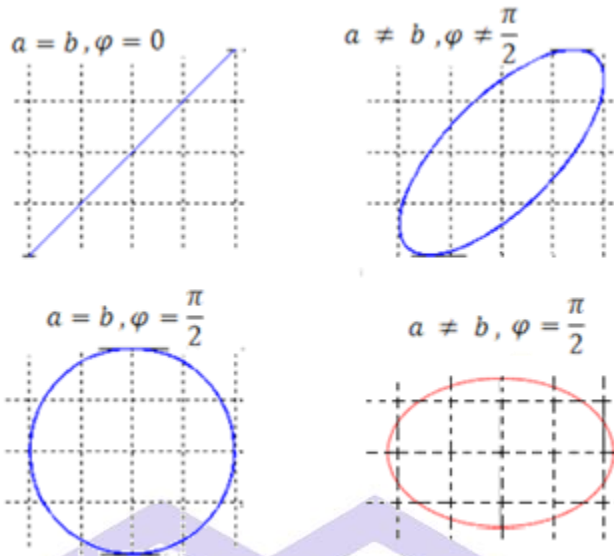 a = b , φ = 0
a ≠ b , φ ≠ π/2
a = b , φ = π/2
a ≠ b , φ = π/2